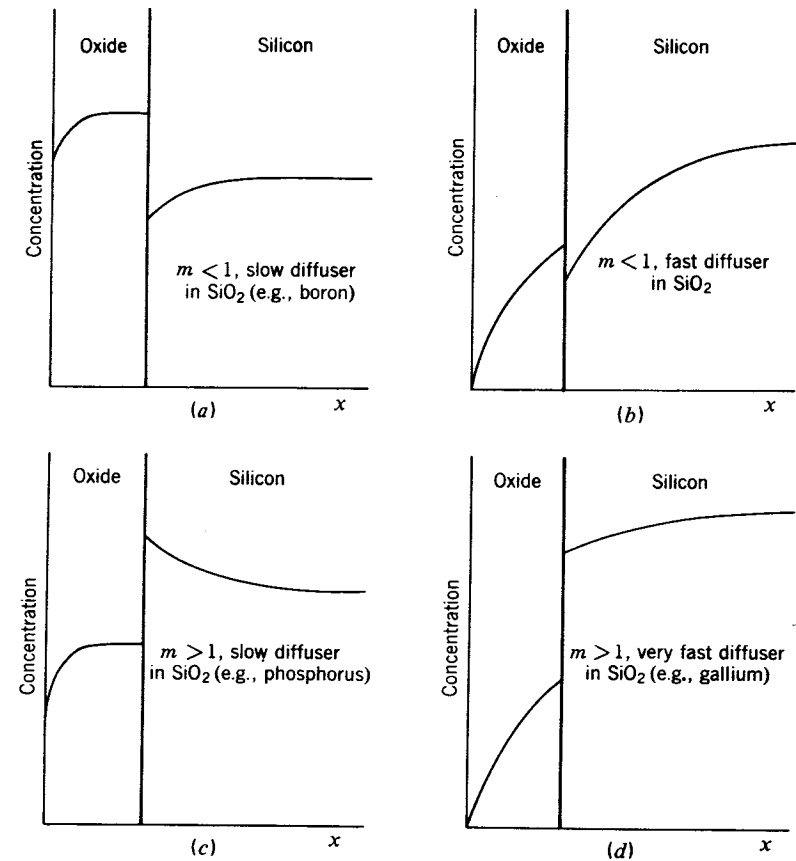 Oxide
Silicon
Concentration
m < 1, slow diffuser
in SiO₂ (e.g., boron)
(a)
x
Oxide
Silicon
Concentration
m < 1, fast diffuser
in SiO₂
(b)
x
Oxide
Silicon
Concentration
m > 1, slow diffuser
in SiO₂ (e.g., phosphorus)
(c)
x
Oxide
Silicon
Concentration
m > 1, very fast diffuser
in SiO₂ (e.g., gallium)
(d)
x